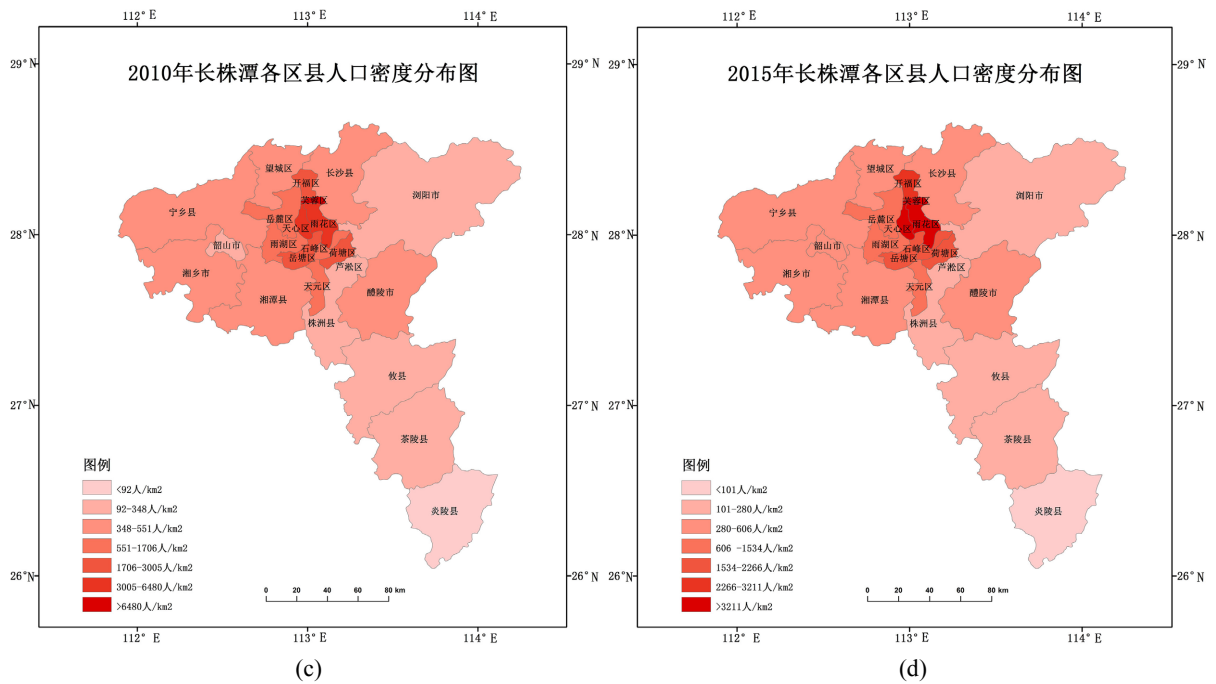 112° E
113° E
114° E
29° N
29° N
2010年长株潭各区县人口密度分布图
望城区
长沙县
开福区
浏阳市
芙蓉区
宁乡县
岳麓区
雨花区
天心区
28° N
28° N
韶山市
雨湖区
石峰区
荷塘区
岳塘区
芦淞区
湘乡市
天元区
醴陵市
湘潭县
株洲县
攸县
27° N
27° N
茶陵县
图例
<92人/km2
92-348人/km2
348-551人/km2
551-1706人/km2
1706-3005人/km2
3005-6480人/km2
>6480人/km2
炎陵县
26° N
26° N
0 20 40 80 km
112° E
113° E
114° E
(c)
112° E
113° E
114° E
29° N
29° N
2015年长株潭各区县人口密度分布图
望城区
长沙县
开福区
浏阳市
芙蓉区
宁乡县
岳麓区
雨花区
天心区
28° N
28° N
韶山市
雨湖区
石峰区
荷塘区
岳塘区
芦淞区
湘乡市
天元区
醴陵市
湘潭县
株洲县
攸县
27° N
27° N
茶陵县
图例
<101人/km2
101-280人/km2
280-606人/km2
606 -1534人/km2
1534-2266人/km2
2266-3211人/km2
>3211人/km2
炎陵县
26° N
26° N
0 20 40 80 km
112° E
113° E
114° E
(d)